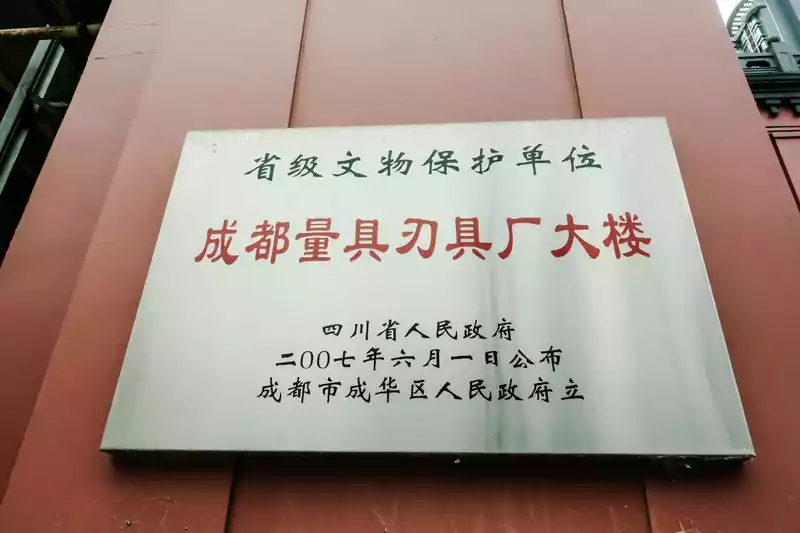 省级文物保护单位
成都量具刃具厂大楼
四川省人民政府
二00七年六月一日公布
成都市成华区人民政府立